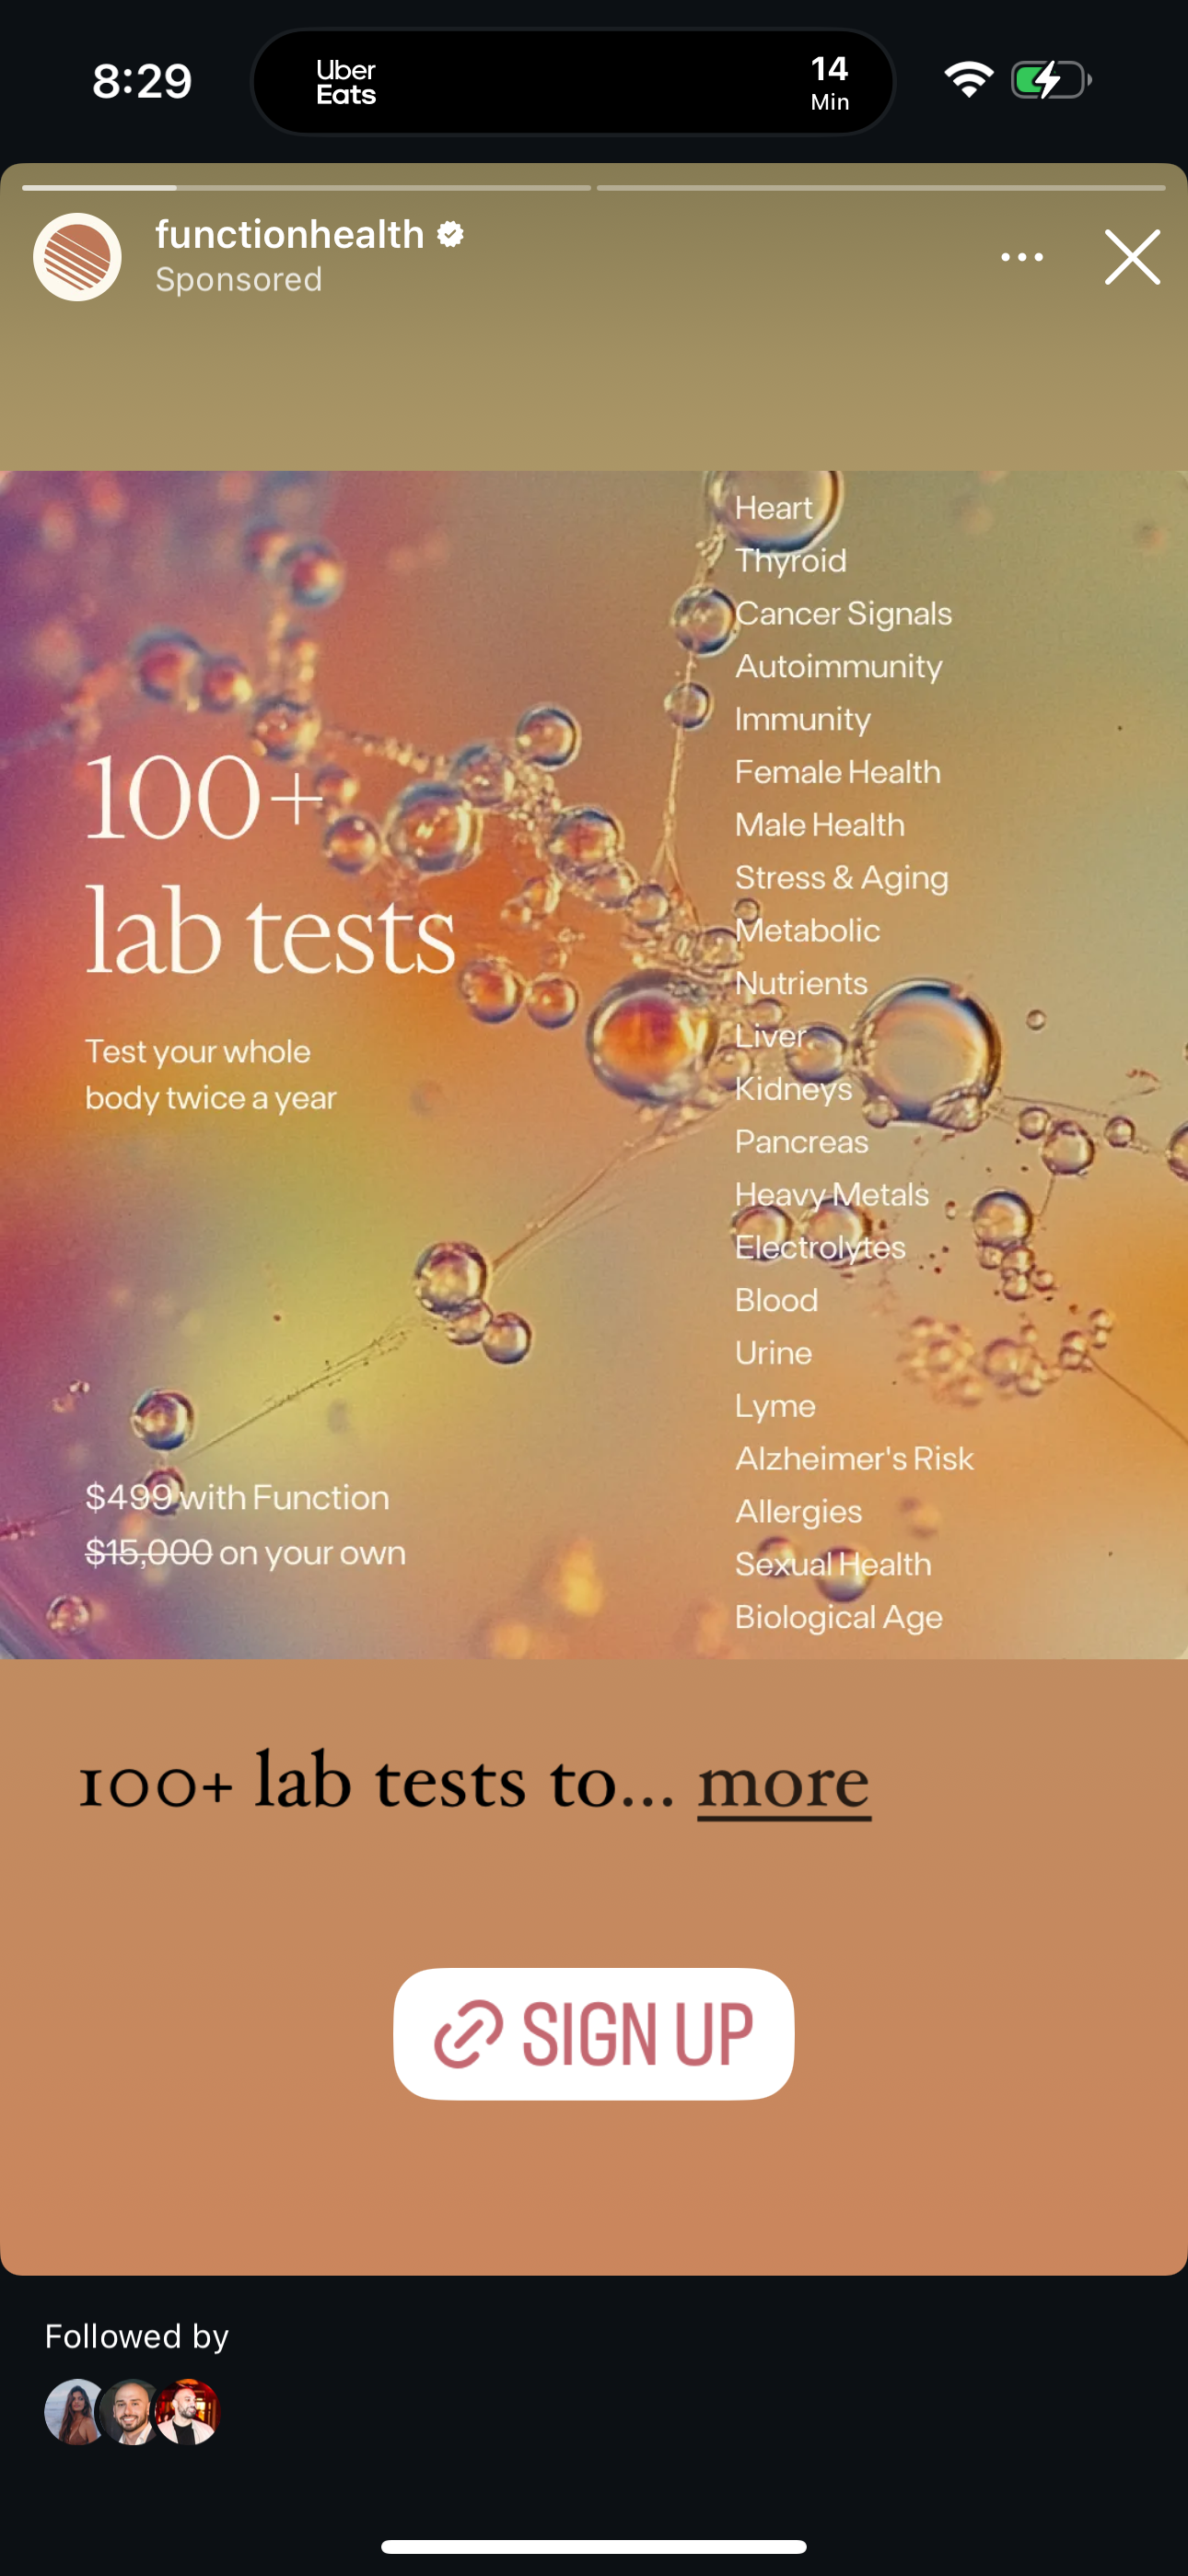 8:29
Uber
Eats
14
Min
functionhealth
Sponsored
100+
lab tests
Test your whole
body twice a year
$499 with Function
$15,000 on your own
Heart
Thyroid
Cancer Signals
Autoimmunity
Immunity
Female Health
Male Health
Stress & Aging
Metabolic
Nutrients
Liver
Kidneys
Pancreas
Heavy Metals
Electrolytes
Blood
Urine
Lyme
Alzheimer's Risk
Allergies
Sexual Health
Biological Age
100+ lab tests to... more
SIGN UP
Followed by